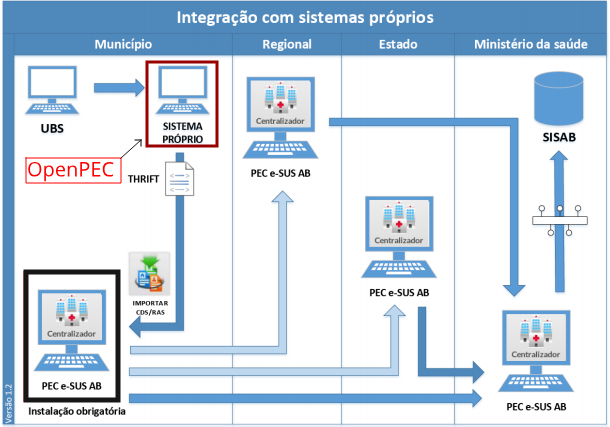 Integração com sistemas próprios
Município
Regional
Estado
Ministério da saúde
UBS
SISTEMA
PRÓPRIO
OpenPEC
THRIFT
IMPORTAR
CDS/RAS
Centralizador
PEC e-SUS AB
Instalação obrigatória
Centralizador
PEC e-SUS AB
Centralizador
PEC e-SUS AB
SISAB
Centralizador
PEC e-SUS AB
Versão 1.2